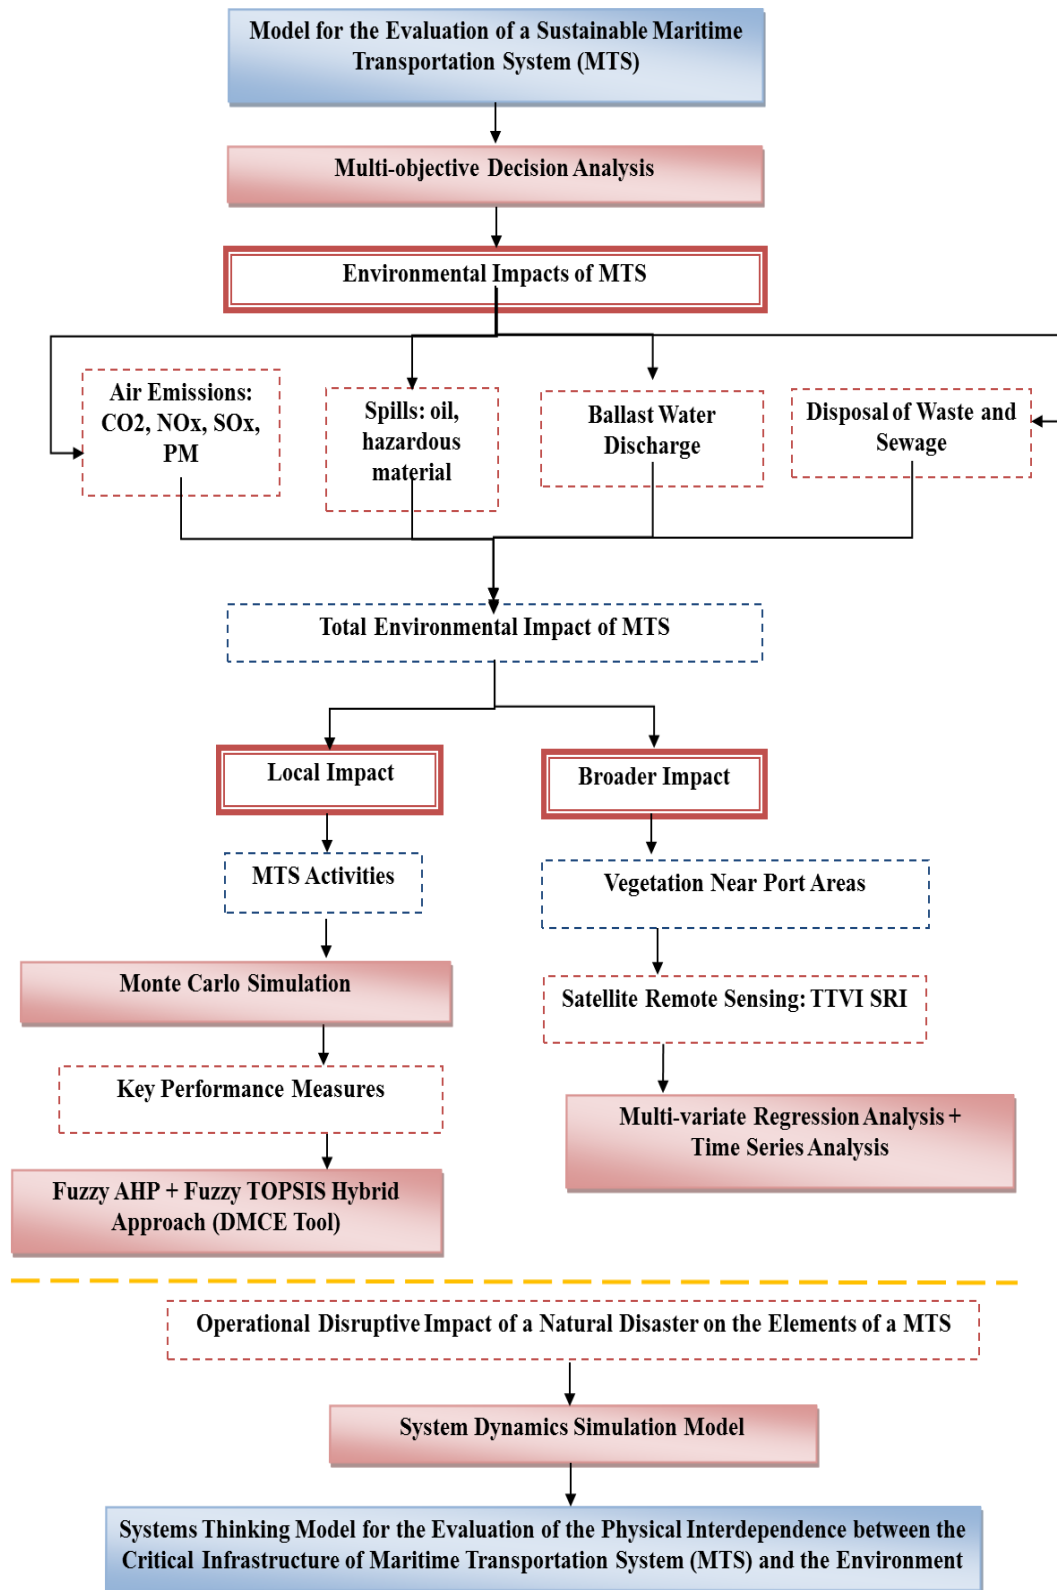 Model for the Evaluation of a Sustainable Maritime
Transportation System (MTS)
Multi-objective Decision Analysis
Environmental Impacts of MTS
Air Emissions:
CO2, NOx, SOx,
PM
Spills: oil,
hazardous
material
Ballast Water
Discharge
Disposal of Waste and
Sewage
Total Environmental Impact of MTS
Local Impact
Broader Impact
MTS Activities
Vegetation Near Port Areas
Monte Carlo Simulation
Satellite Remote Sensing: TTVI SRI
Key Performance Measures
Multi-variate Regression Analysis +
Time Series Analysis
Fuzzy AHP + Fuzzy TOPSIS Hybrid
Approach (DMCE Tool)
Operational Disruptive Impact of a Natural Disaster on the Elements of a MTS
System Dynamics Simulation Model
Systems Thinking Model for the Evaluation of the Physical Interdependence between the
Critical Infrastructure of Maritime Transportation System (MTS) and the Environment